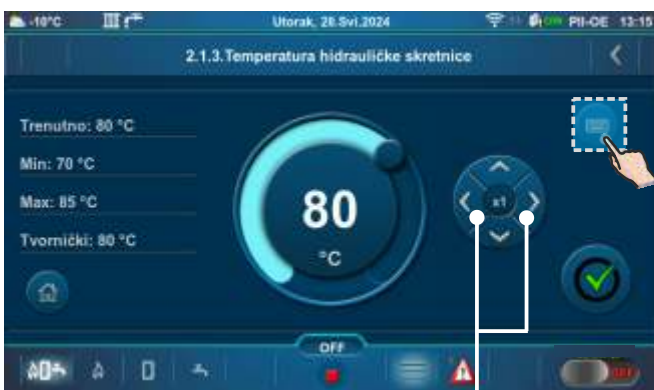 -10°C Utorak, 28.Svi.2024 PII-OE 13:15
2.1.3.Temperatura hidrauličke skretnice
Trenutno: 80 °C
Min: 70 °C
Max: 85 °C
Tvornički: 80 °C
80
°C
x1
OFF
OFF